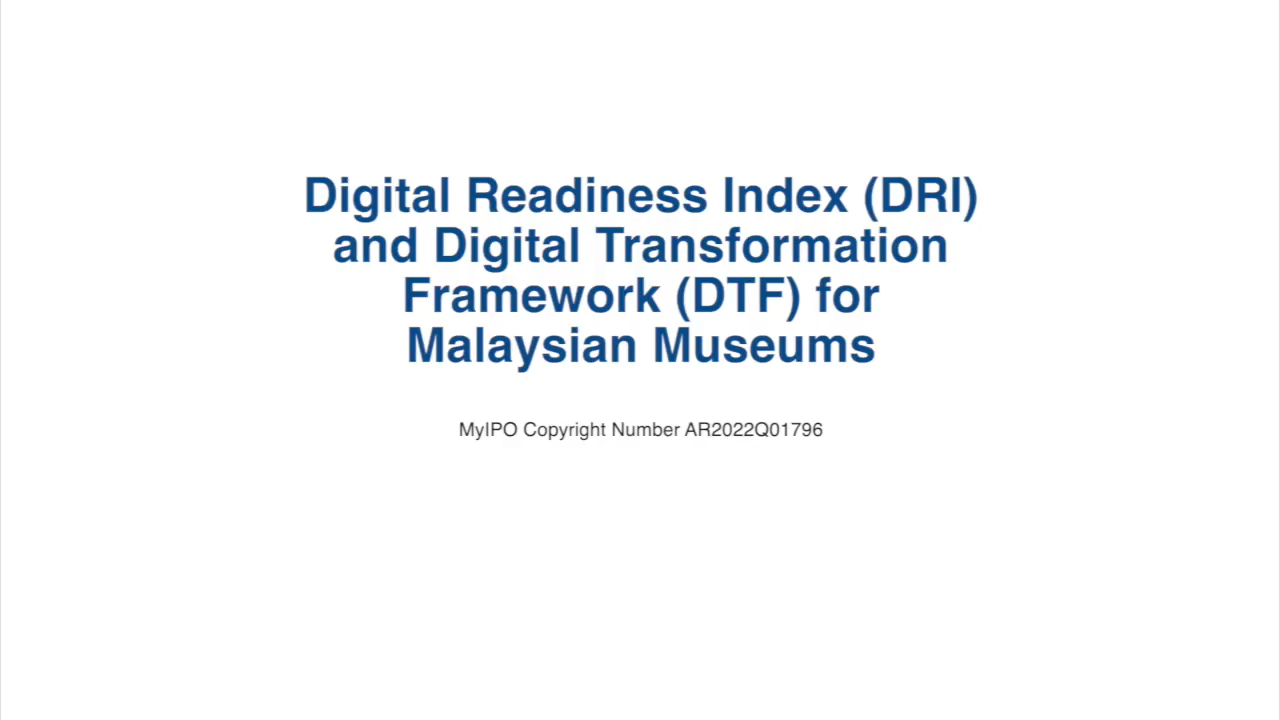 Digital Readiness Index (DRI)
and Digital Transformation
Framework (DTF) for
Malaysian Museums
MyIPO Copyright Number AR2022Q01796